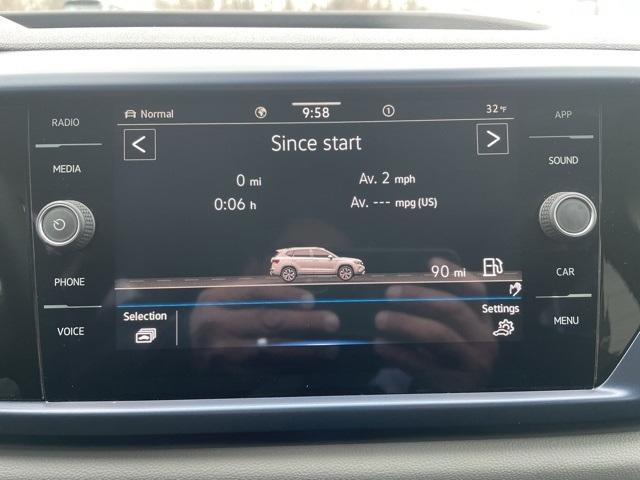 RADIO
MEDIA
PHONE
VOICE
Normal
9:58
1
32 °F
<
Since start
>
0 mi
Av. 2 mph
0:06 h
Av. --- mpg (US)
90 mi
Selection
Settings
APP
SOUND
CAR
MENU